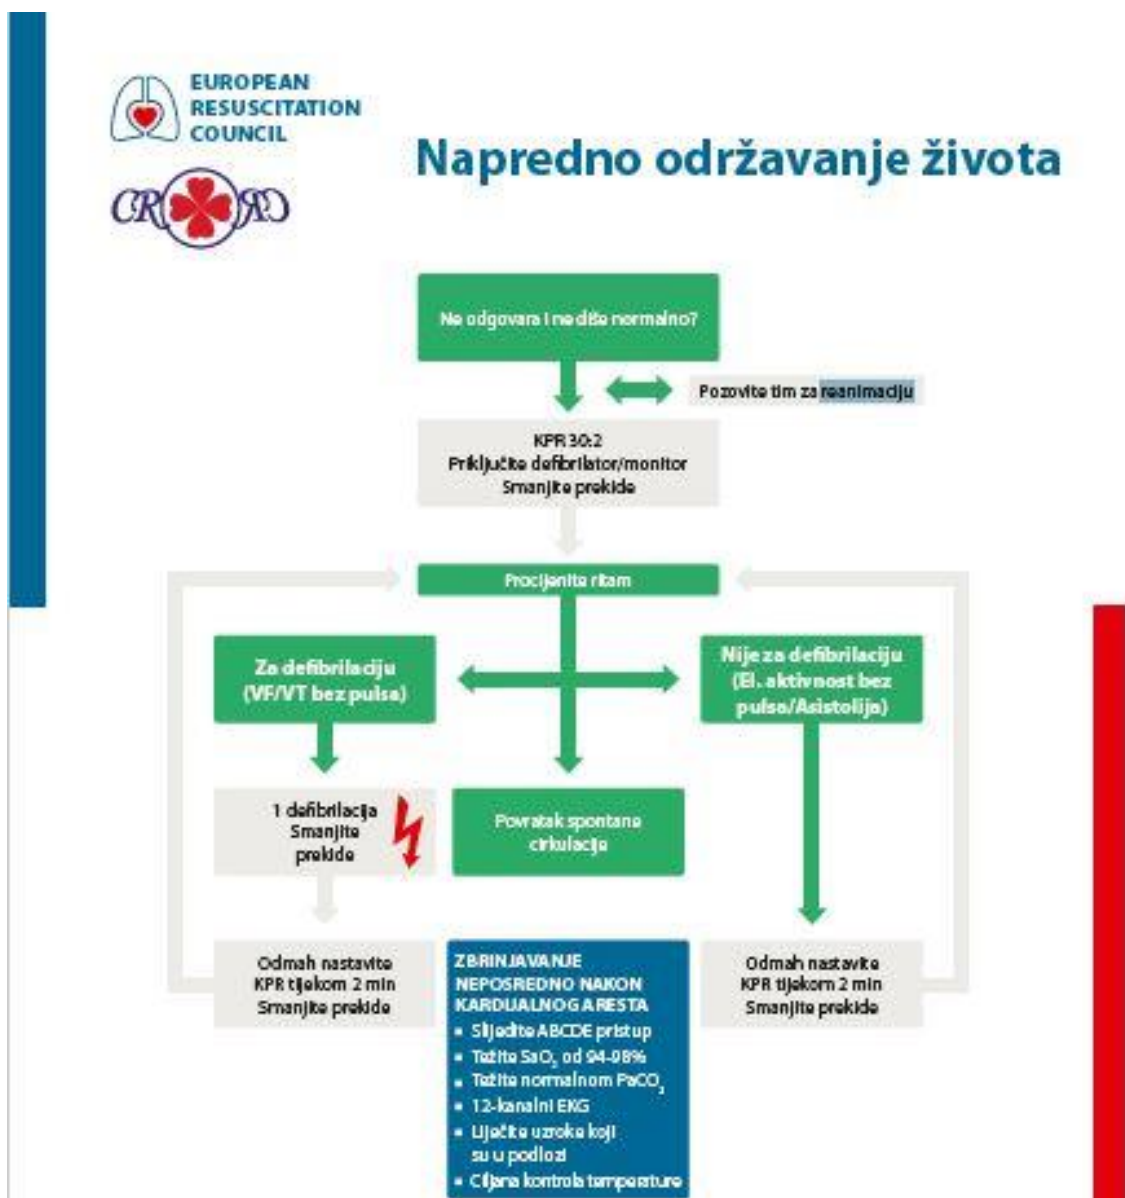 EUROPEAN
RESUSCITATION
COUNCIL
Napredno održavanje života
Ne odgovara i ne diše normalno?
Pozovite tim za reanimaciju
KPR 30:2
Priključite defibrilator/monitor
Smanjite prekide
Procijenite ritam
Za defibrilaciju
(VF/VT bez pulsa)
Nije za defibrilaciju
(El. aktivnost bez
pulsa/Asistolija)
1 defibrilacija
Smanjite
prekide
Povratak spontane
cirkulacije
Odmah nastavite
KPR tijekom 2 min
Smanjite prekide
ZBRINJAVANJE
NEPOSREDNO NAKON
KARDIJALNOG ARESTA
▪ Slijedite ABCDE pristup
▪ Težite SaO₂ od 94-98%
▪ Težite normalnom PaCO₂
▪ 12-kanalni EKG
▪ Liječite uzroke koji
su u podlozi
▪ Ciljana kontrola temperature
Odmah nastavite
KPR tijekom 2 min
Smanjite prekide